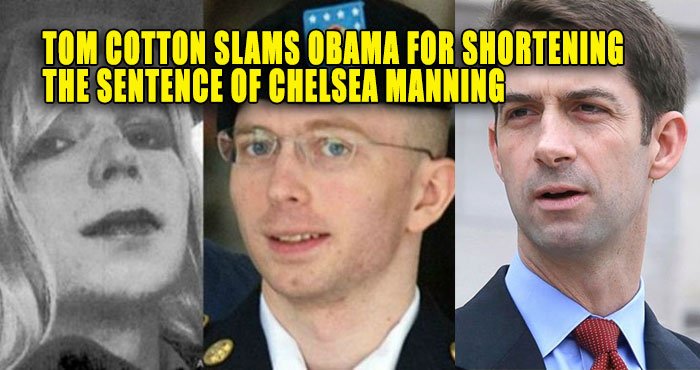 TOM COTTON SLAMS OBAMA FOR SHORTENING
THE SENTENCE OF CHELSEA MANNING